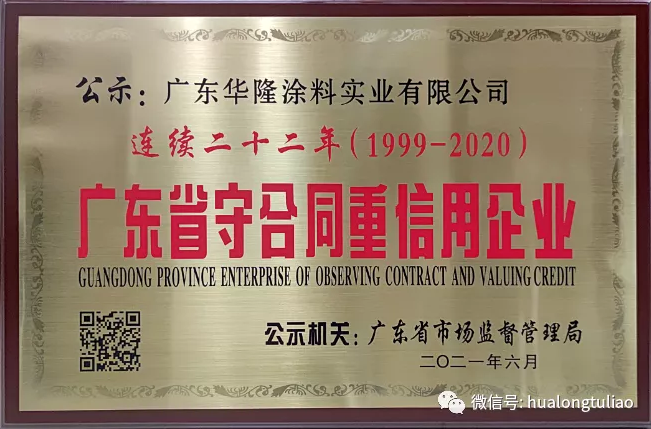 公示：广东华隆涂料实业有限公司
连续二十二年(1999-2020)
广东省守合同重信用企业
GUANGDONG PROVINCE ENTERPRISE OF OBSERVING CONTRACT AND VALUING CREDIT
公示机关：广东省市场监督管理局
二〇二一年六月
微信号: hualongtuliao